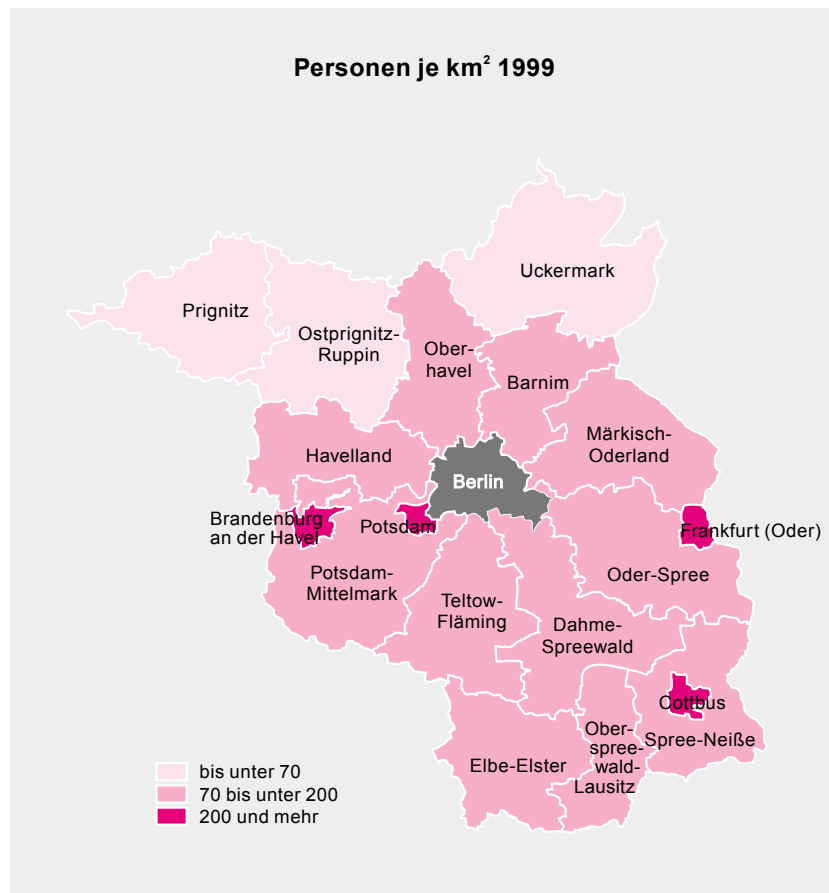 Personen je km² 1999
Uckermark
Prignitz
Ostprignitz-
Ruppin
Ober-
havel
Barnim
Havelland
Märkisch-
Oderland
Berlin
Brandenburg
an der Havel
Potsdam
Frankfurt (Oder)
Potsdam-
Mittelmark
Oder-Spree
Teltow-
Fläming
Dahme-
Spreewald
Cottbus
Spree-Neiße
Ober-
spree-
wald-
Lausitz
Elbe-Elster
bis unter 70
70 bis unter 200
200 und mehr